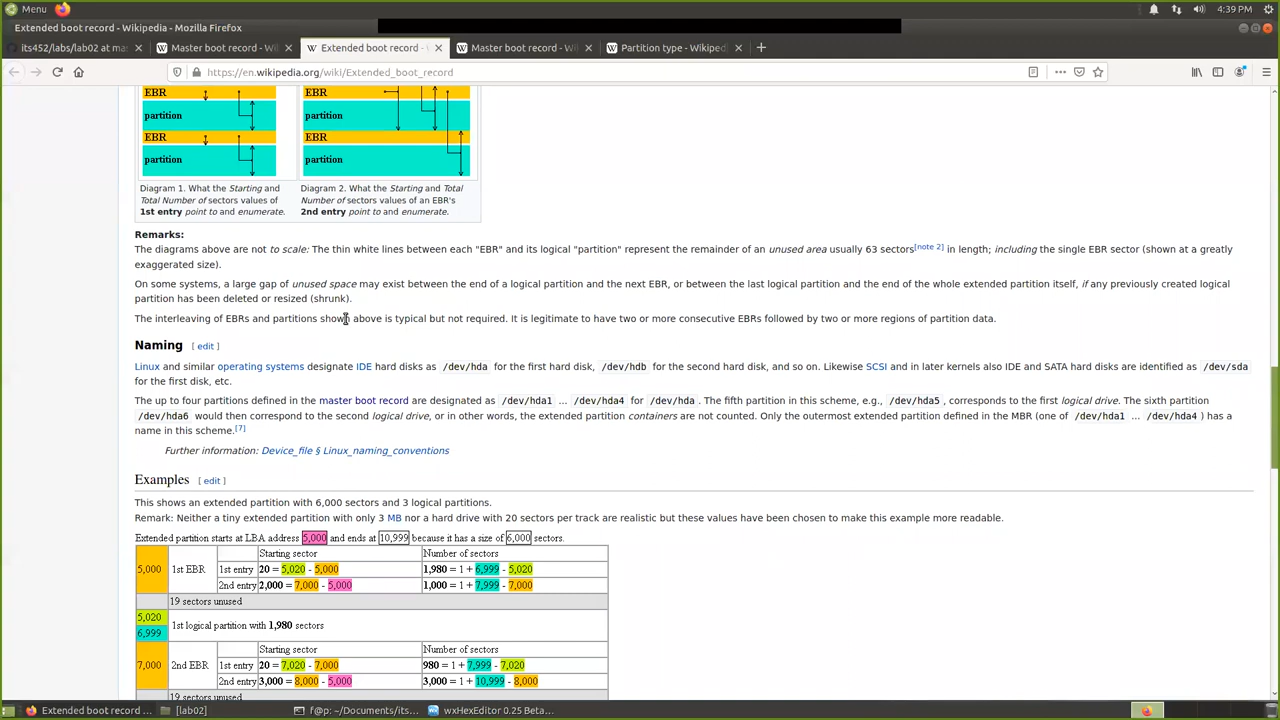 Menu
4:39 PM
Extended boot record - Wikipedia - Mozilla Firefox
its452/labs/lab02 at mas
Master boot record - Wi
Extended boot record -
Master boot record - Wi
Partition type - Wikiped
https://en.wikipedia.org/wiki/Extended_boot_record
EBR EBR
partition
EBR EBR
partition partition
Diagram 1. What the Starting and
Total Number of sectors values of
1st entry point to and enumerate.
Diagram 2. What the Starting and Total
Number of sectors values of an EBR's
2nd entry point to and enumerate.
Remarks:
The diagrams above are not to scale: The thin white lines between each "EBR" and its logical "partition" represent the remainder of an unused area usually 63 sectors[note 2] in length; including the single EBR sector (shown at a greatly
exaggerated size).
On some systems, a large gap of unused space may exist between the end of a logical partition and the next EBR, or between the last logical partition and the end of the whole extended partition itself, if any previously created logical
partition has been deleted or resized (shrunk).
The interleaving of EBRs and partitions shown above is typical but not required. It is legitimate to have two or more consecutive EBRs followed by two or more regions of partition data.
Naming [ edit ]
Linux and similar operating systems designate IDE hard disks as /dev/hda for the first hard disk, /dev/hdb for the second hard disk, and so on. Likewise SCSI and in later kernels also IDE and SATA hard disks are identified as /dev/sda
for the first disk, etc.
The up to four partitions defined in the master boot record are designated as /dev/hda1 ... /dev/hda4 for /dev/hda. The fifth partition in this scheme, e.g., /dev/hda5, corresponds to the first logical drive. The sixth partition
/dev/hda6 would then correspond to the second logical drive, or in other words, the extended partition containers are not counted. Only the outermost extended partition defined in the MBR (one of /dev/hda1 ... /dev/hda4) has a
name in this scheme.[7]
Further information: Device_file § Linux_naming_conventions
Examples [ edit ]
This shows an extended partition with 6,000 sectors and 3 logical partitions.
Remark: Neither a tiny extended partition with only 3 MB nor a hard drive with 20 sectors per track are realistic but these values have been chosen to make this example more readable.
Extended partition starts at LBA address 5,000 and ends at 10,999 because it has a size of 6,000 sectors.
Starting sector Number of sectors
5,000 1st EBR 1st entry 20 = 5,020 - 5,000 1,980 = 1 + 6,999 - 5,020
2nd entry 2,000 = 7,000 - 5,000 1,000 = 1 + 7,999 - 7,000
19 sectors unused
5,020
6,999 1st logical partition with 1,980 sectors
Starting sector Number of sectors
7,000 2nd EBR 1st entry 20 = 7,020 - 7,000 980 = 1 + 7,999 - 7,020
2nd entry 3,000 = 8,000 - 5,000 3,000 = 1 + 10,999 - 8,000
19 sectors unused
Extended boot record ...
[lab02]
f@p: ~/Documents/its...
wxHexEditor 0.25 Beta...